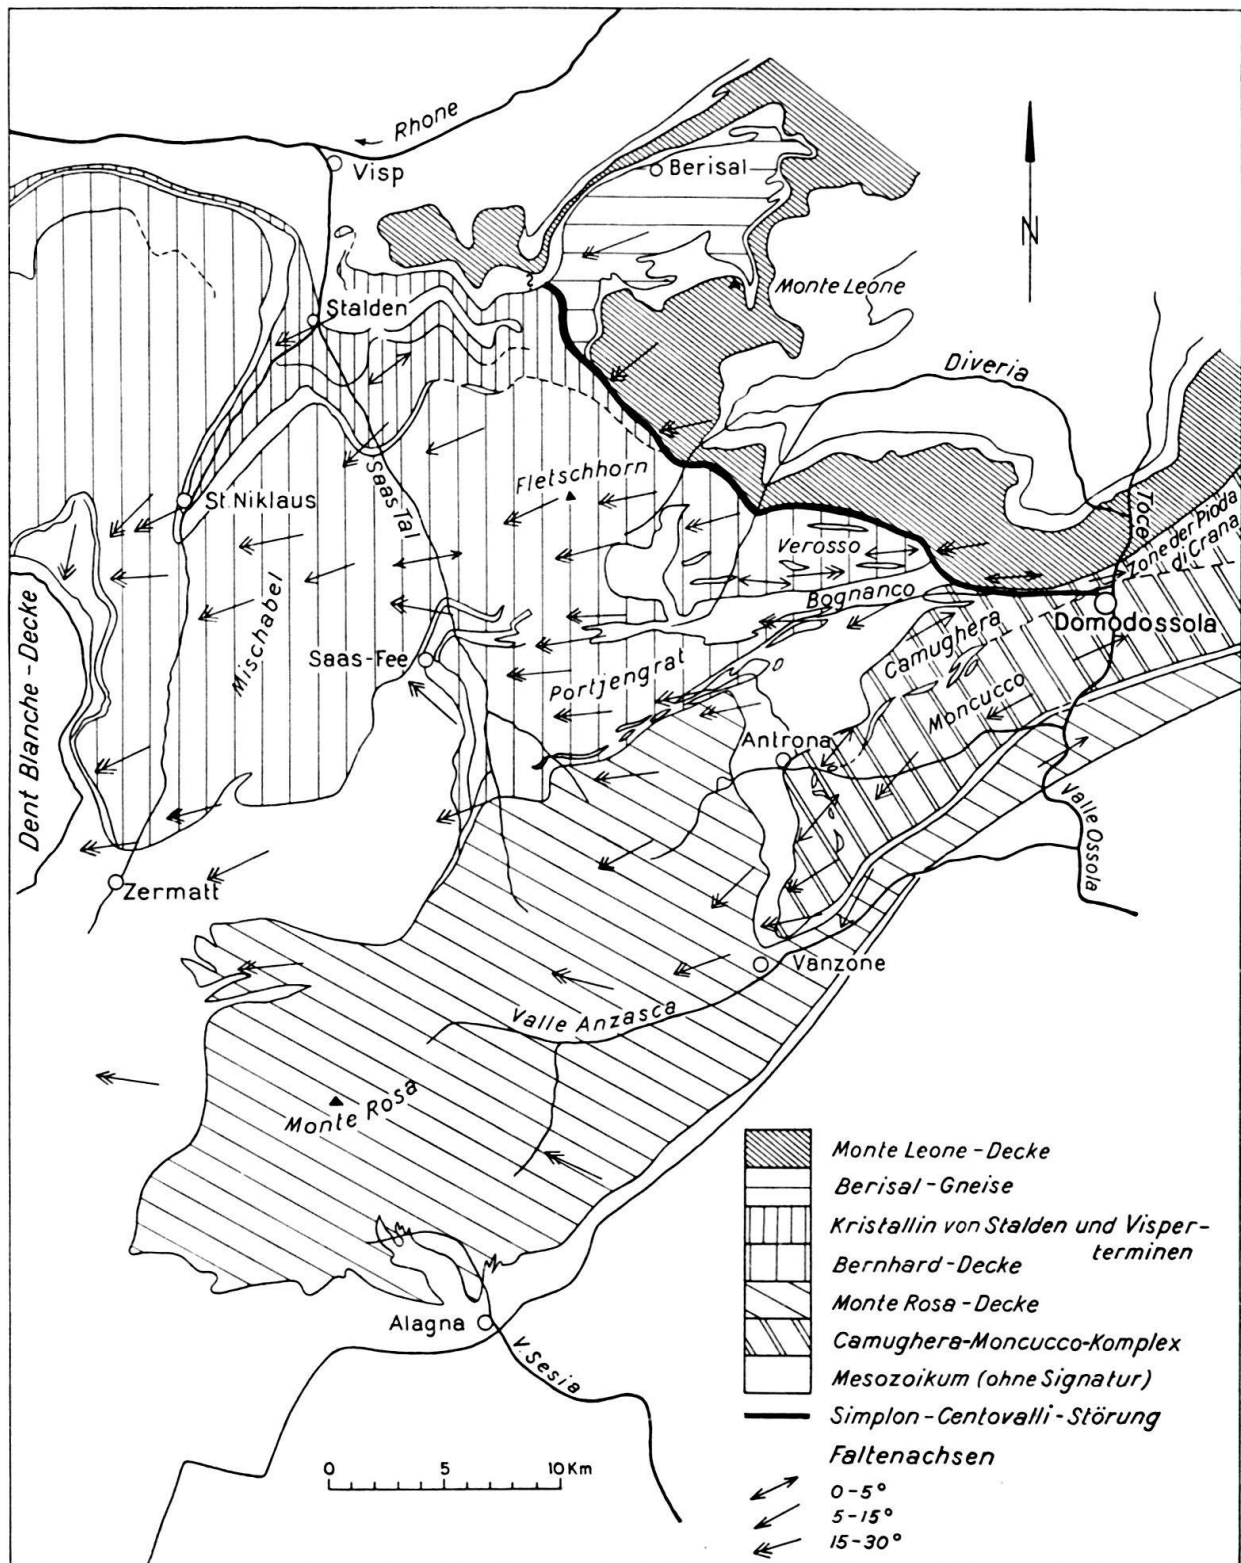 Rhone
Visp
Berisal
N
Monte Leone
Stalden
Diveria
Fletschhorn
Saas Tal
St. Niklaus
Toce
Zone der Pioda
di Crana
Verosso
Bognanco
Domodossola
Camughera
Mischabel
Saas-Fee
Portjengrat
Moncucco
Dent Blanche-Decke
Antrona
Valle Ossola
Zermatt
Vanzone
Valle Anzasca
Monte Rosa
Alagna
V. Sesia
Monte Leone-Decke
Berisal-Gneise
Kristallin von Stalden und Visper-
terminen
Bernhard-Decke
Monte Rosa-Decke
Camughera-Moncucco-Komplex
Mesozoikum (ohne Signatur)
Simplon-Centovalli-Störung
Faltenachsen
0-5°
5-15°
15-30°
0 5 10 Km